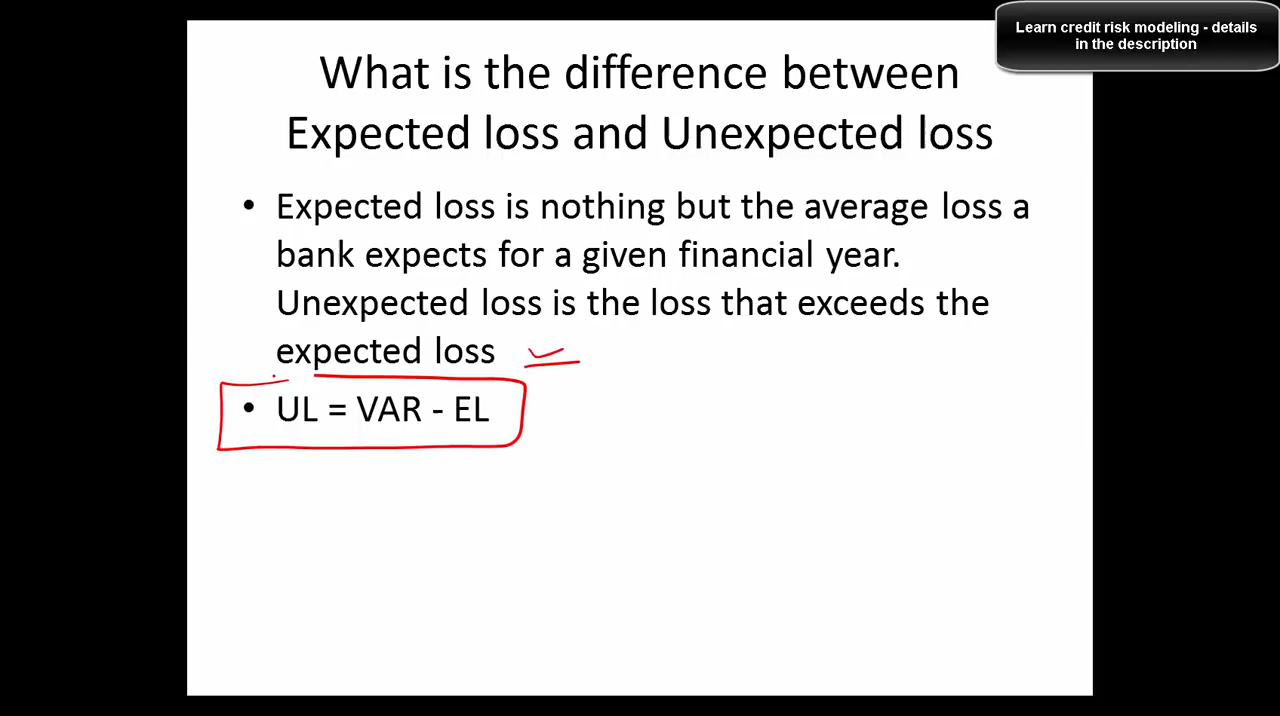 Learn credit risk modeling - details
in the description
What is the difference between
Expected loss and Unexpected loss
• Expected loss is nothing but the average loss a
bank expects for a given financial year.
Unexpected loss is the loss that exceeds the
expected loss
• UL = VAR - EL